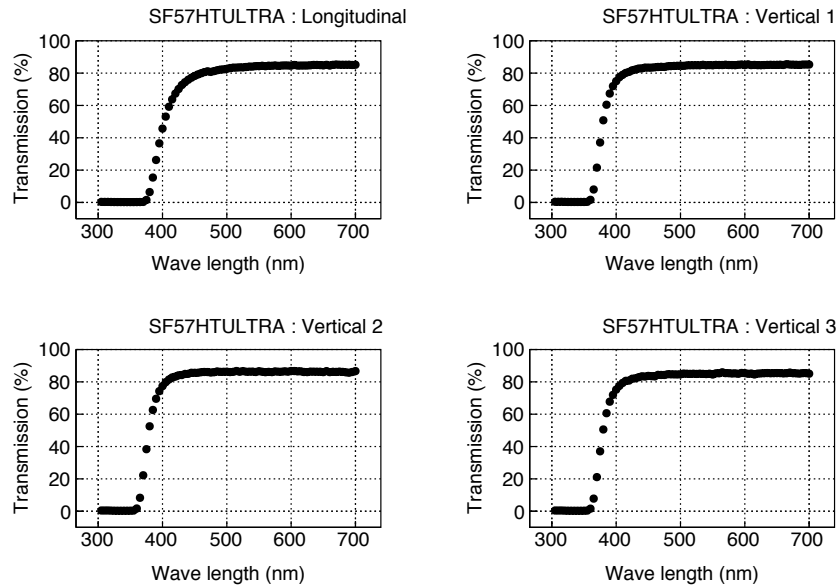 SF57HTULTRA : Longitudinal
Transmission (%)
100
80
60
40
20
0
300 400 500 600 700
Wave length (nm)
SF57HTULTRA : Vertical 1
Transmission (%)
100
80
60
40
20
0
300 400 500 600 700
Wave length (nm)
SF57HTULTRA : Vertical 2
Transmission (%)
100
80
60
40
20
0
300 400 500 600 700
Wave length (nm)
SF57HTULTRA : Vertical 3
Transmission (%)
100
80
60
40
20
0
300 400 500 600 700
Wave length (nm)